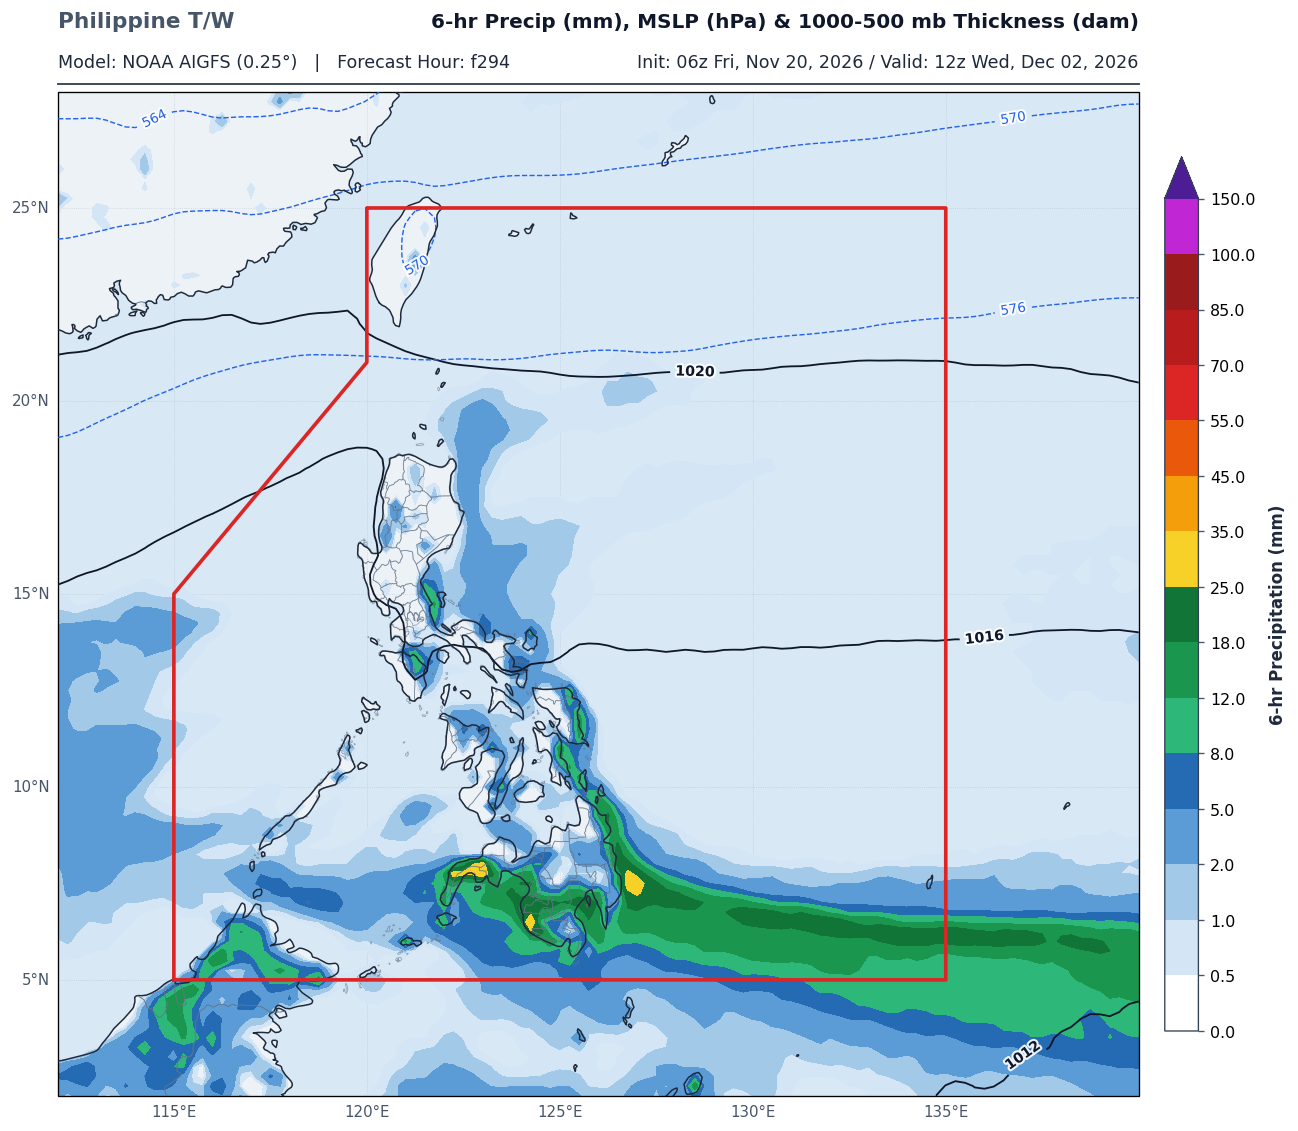 Philippine T/W
6-hr Precip (mm), MSLP (hPa) & 1000-500 mb Thickness (dam)
Model: NOAA AIGFS (0.25°) | Forecast Hour: f294
Init: 06z Fri, Nov 20, 2026 / Valid: 12z Wed, Dec 02, 2026
564
570
570
576
1020
1016
1012
25°N
20°N
15°N
10°N
5°N
115°E
120°E
125°E
130°E
135°E
150.0
100.0
85.0
70.0
55.0
45.0
35.0
25.0
18.0
12.0
8.0
5.0
2.0
1.0
0.5
0.0
6-hr Precipitation (mm)